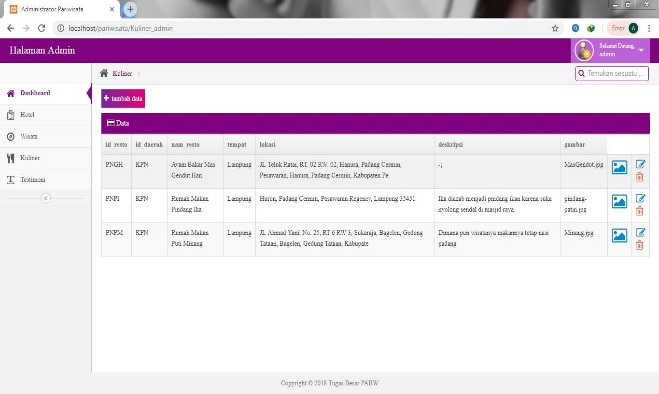 Administrator Pariwisata
localhost/pariwisata/Kuliner_admin
Error
A
Halaman Admin
Selamat Datang,
admin
Kuliner
Temukan sesuatu ...
Dashboard
Hotel
Wisata
Kuliner
Testimoni
+ tambah data
Data
id_resto id_daerah nam_resto tempat lokasi deskripsi gambar
PNGH KPN Ayam Bakar Mas Lampung JL Teluk Ratai, RT. 02 RW. 02, Hanura, Padang Cermin, -; MasGendut.jpg
Gendut Han Pesawaran, Hanura, Padang Cermin, Kabupaten Pe
PNPI KPN Rumah Makan Lampung Hurun, Padang Cermin, Pesawaran Regency, Lampung 35451 Ika diazab menjadi pindang ikan karena suka pindang-
Pindang Ika nyolong sendal di masjid raya patin.jpg
PNPM KPN Rumah Makan Lampung JL Ahmad Yani, No. 25, RT 6 RW 3, Sukaraja, Bagelen, Gedong Dimana pun wisatanya makannya tetap nasi Minang.jpg
Puti Minang Tataan, Bagelen, Gedung Tataan, Kabupate padang
Copyright © 2018 Tugas Besar PABW